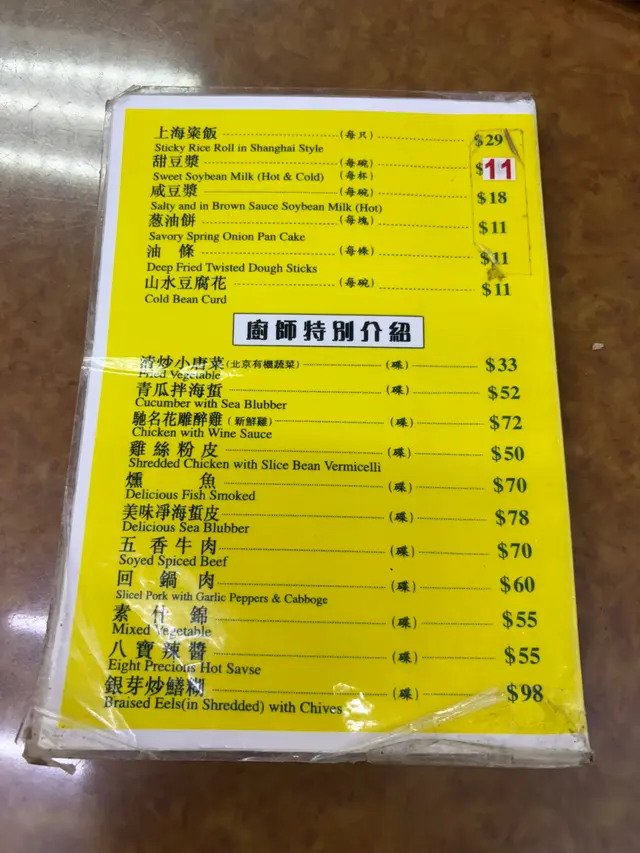 上海粢飯 (每只) $29
Sticky Rice Roll in Shanghai Style
甜豆漿 (每碗) $11
Sweet Soybean Milk (Hot & Cold) (每杯)
咸豆漿 (每碗) $18
Salty and in Brown Sauce Soybean Milk (Hot)
葱油餅 (每塊) $11
Savory Spring Onion Pan Cake
油條 (每條) $11
Deep Fried Twisted Dough Sticks
山水豆腐花 (每碗) $11
Cold Bean Curd
廚師特別介紹
清炒小唐菜(北京有機蔬菜) (碟) $33
Fried Vegetable
青瓜拌海蜇 (碟) $52
Cucumber with Sea Blubber
馳名花雕醉雞(新鮮雞) (碟) $72
Chicken with Wine Sauce
雞絲粉皮 (碟) $50
Shredded Chicken with Slice Bean Vermicelli
燻魚 (碟) $70
Delicious Fish Smoked
美味淨海蜇皮 (碟) $78
Delicious Sea Blubber
五香牛肉 (碟) $70
Soyed Spiced Beef
回鍋肉 (碟) $60
Slicel Pork with Garlic Peppers & Cabboge
素什錦 (碟) $55
Mixed Vegetable
八寶辣醬 (碟) $55
Eight Precious Hot Savse
銀芽炒鱔糊 (碟) $98
Braised Eels(in Shredded) with Chives